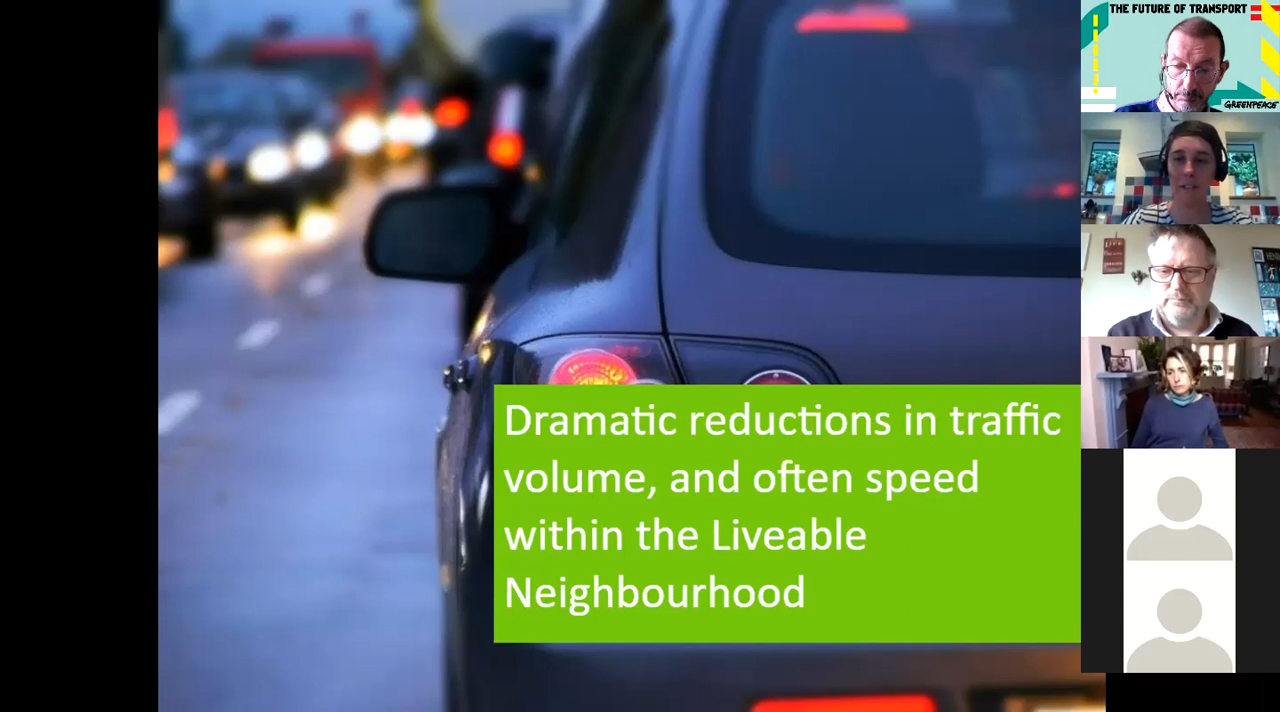 Dramatic reductions in traffic
volume, and often speed
within the Liveable
Neighbourhood
THE FUTURE OF TRANSPORT
GREENPEACE